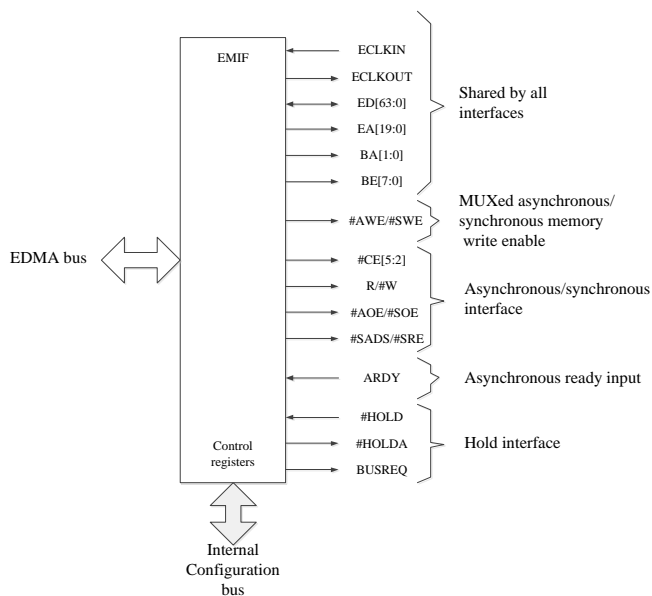 EMIF
ECLKIN
ECLKOUT
ED[63:0]
EA[19:0]
BA[1:0]
BE[7:0]
Shared by all
interfaces
#AWE/#SWE
MUXed asynchronous/
synchronous memory
write enable
EDMA bus
#CE[5:2]
R/#W
#AOE/#SOE
#SADS/#SRE
Asynchronous/synchronous
interface
ARDY
Asynchronous ready input
#HOLD
#HOLDA
BUSREQ
Hold interface
Control
registers
Internal
Configuration
bus